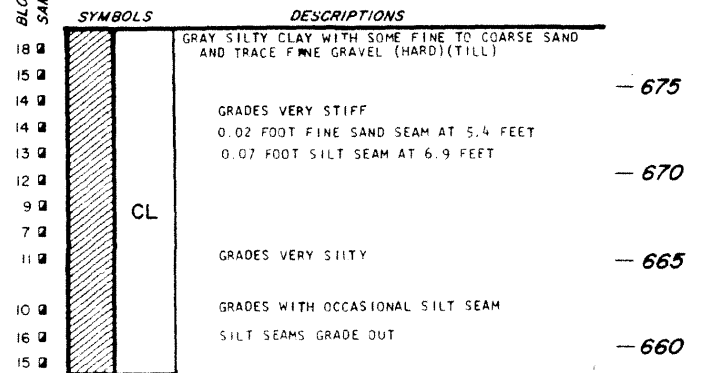 BLO
SA
SYMBOLS DESCRIPTIONS
18 GRAY SILTY CLAY WITH SOME FINE TO COARSE SAND
AND TRACE FINE GRAVEL (HARD)(TILL)
15
— 675
14
GRADES VERY STIFF
14 0.02 FOOT FINE SAND SEAM AT 5.4 FEET
13 0.07 FOOT SILT SEAM AT 6.9 FEET
12 — 670
9 CL
7
11 GRADES VERY SILTY — 665
10 GRADES WITH OCCASIONAL SILT SEAM
16 SILT SEAMS GRADE OUT
— 660
15